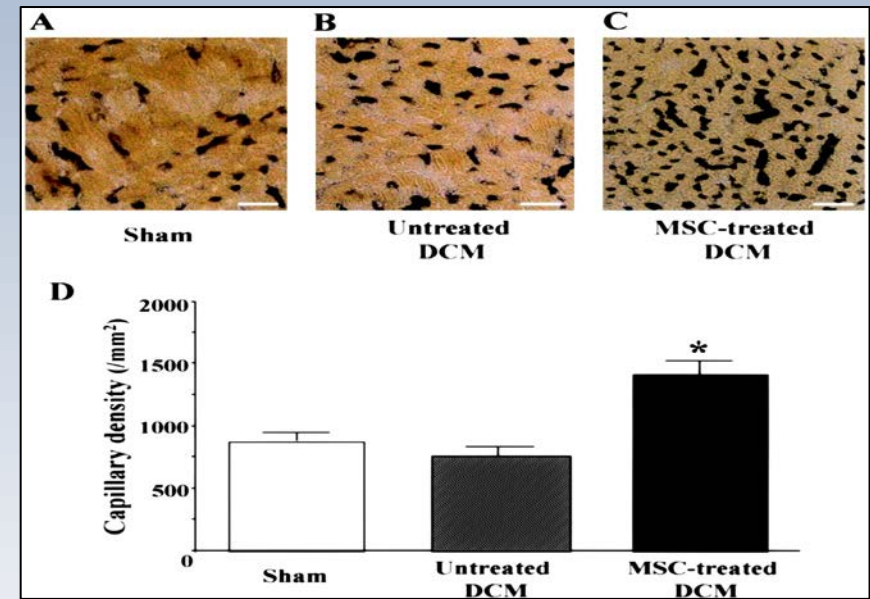 A
B
C
Sham
Untreated
DCM
MSC-treated
DCM
D
Capillary density (/mm²)
2000
1500
1000
500
0
*
Sham
Untreated
DCM
MSC-treated
DCM